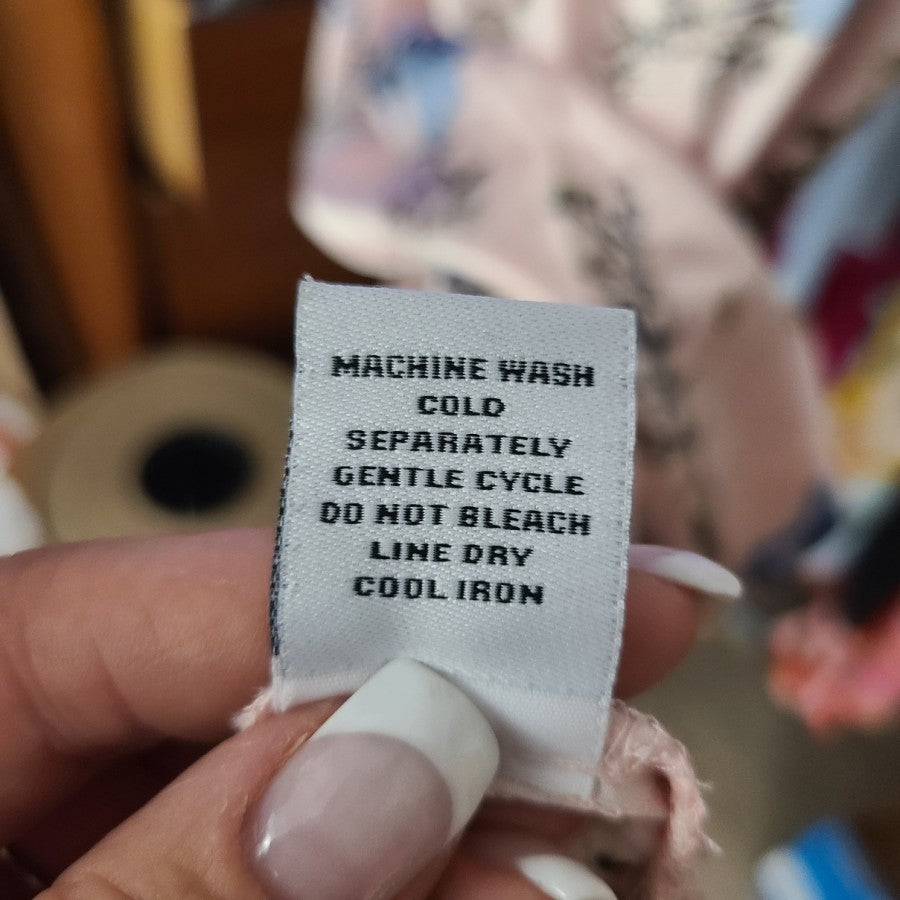 MACHINE WASH
COLD
SEPARATELY
GENTLE CYCLE
DO NOT BLEACH
LINE DRY
COOL IRON